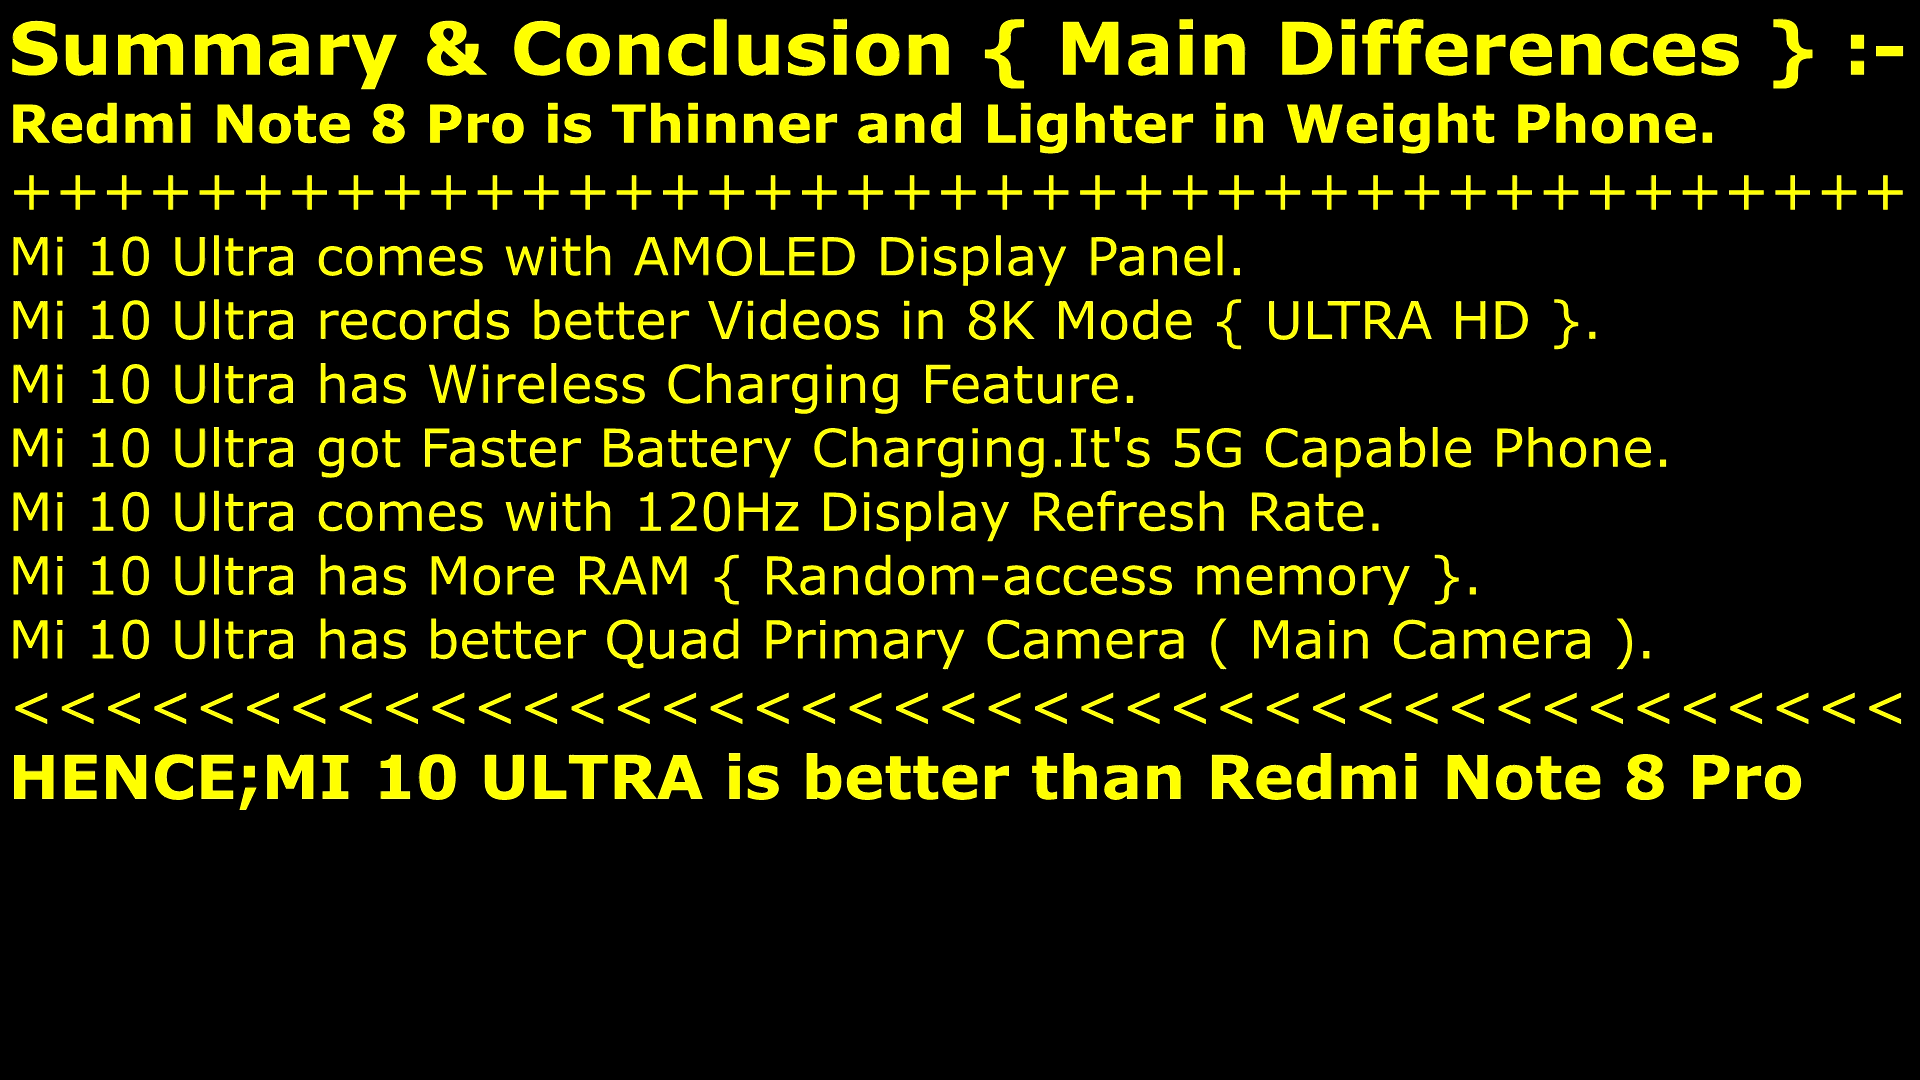 Summary & Conclusion { Main Differences } :-
Redmi Note 8 Pro is Thinner and Lighter in Weight Phone.
+++++++++++++++++++++++++++++++++++++++++
Mi 10 Ultra comes with AMOLED Display Panel.
Mi 10 Ultra records better Videos in 8K Mode { ULTRA HD }.
Mi 10 Ultra has Wireless Charging Feature.
Mi 10 Ultra got Faster Battery Charging.It's 5G Capable Phone.
Mi 10 Ultra comes with 120Hz Display Refresh Rate.
Mi 10 Ultra has More RAM { Random-access memory }.
Mi 10 Ultra has better Quad Primary Camera ( Main Camera ).
<<<<<<<<<<<<<<<<<<<<<<<<<<<<<<<<<<<<<<<<<
HENCE;MI 10 ULTRA is better than Redmi Note 8 Pro